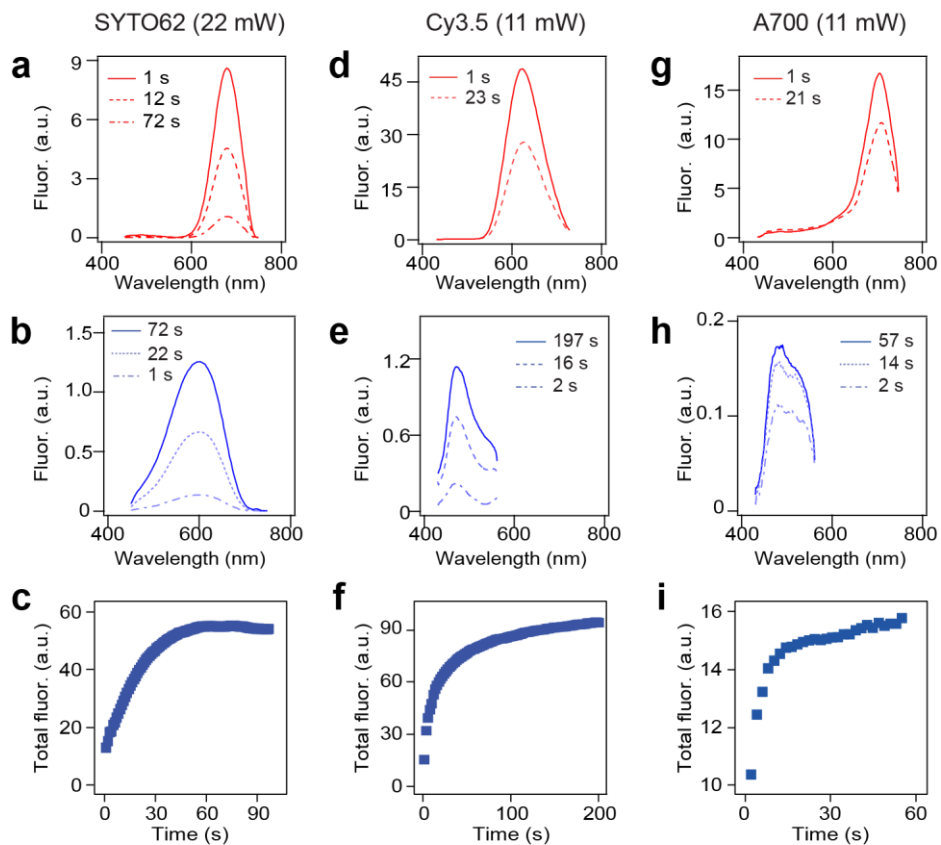 SYTO62 (22 mW)
Cy3.5 (11 mW)
A700 (11 mW)
a
9
6
3
0
Fluor. (a.u.)
1 s
12 s
72 s
400 600 800
Wavelength (nm)
d
45
30
15
0
Fluor. (a.u.)
1 s
23 s
400 600 800
Wavelength (nm)
g
15
10
5
0
Fluor. (a.u.)
1 s
21 s
400 600 800
Wavelength (nm)
b
1.5
1.0
0.5
0
Fluor. (a.u.)
72 s
22 s
1 s
400 600 800
Wavelength (nm)
e
1.2
0.6
0
Fluor. (a.u.)
197 s
16 s
2 s
400 600 800
Wavelength (nm)
h
0.2
0.1
0
Fluor. (a.u.)
57 s
14 s
2 s
400 600 800
Wavelength (nm)
c
60
40
20
0
Total fluor. (a.u.)
0 30 60 90
Time (s)
f
90
60
30
0
Total fluor. (a.u.)
0 100 200
Time (s)
i
16
14
12
10
Total fluor. (a.u.)
0 20 40 60
Time (s)